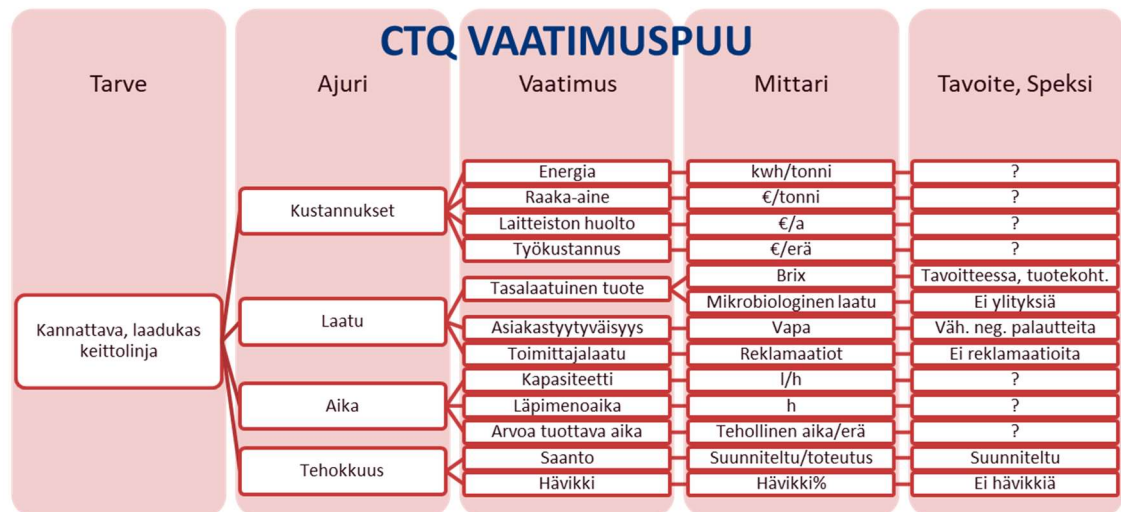 CTQ VAATIMUSPUU
Tarve Ajuri Vaatimus Mittari Tavoite, Speksi
Energia kwh/tonni ?
Raaka-aine €/tonni ?
Kustannukset
Laitteiston huolto €/a ?
Työkustannus €/erä ?
Brix Tavoitteessa, tuotekoht.
Tasalaatuinen tuote
Mikrobiologinen laatu Ei ylityksiä
Laatu
Kannattava, laadukas
keittolinja
Asiakastyytyväisyys Vapa Väh. neg. palautteita
Toimittajalaatu Reklamaatiot Ei reklamaatioita
Kapasiteetti l/h ?
Aika
Läpimenoaika h ?
Arvoa tuottava aika Tehollinen aika/erä ?
Saanto Suunniteltu/toteutus Suunniteltu
Tehokkuus
Hävikki Hävikki% Ei hävikkiä